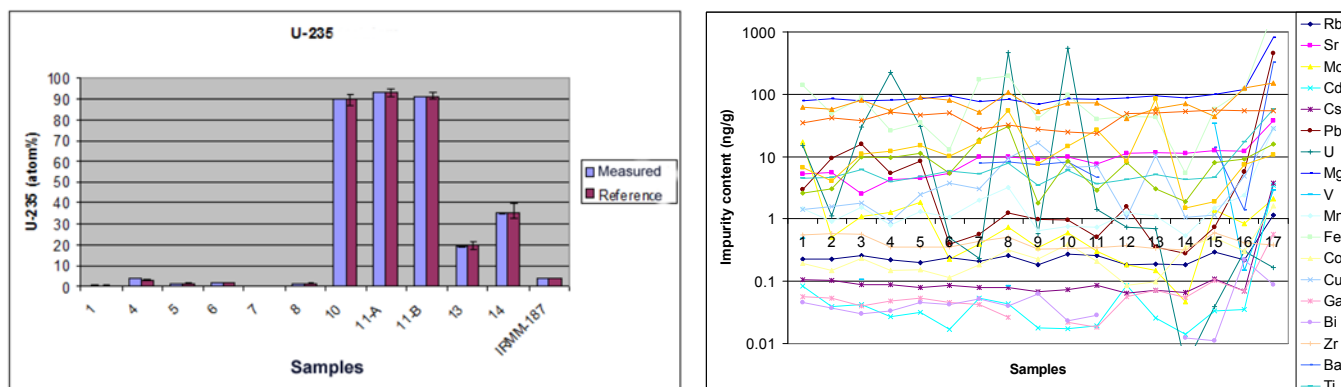 U-235
U-235 (atom%)
100
90
80
70
60
50
40
30
20
10
0
1
4
5
6
7
8
10
11-A
11-B
13
14
IRMM-187
Samples
Measured
Reference
Impurity content (ng/g)
1000
100
10
1
0.1
0.01
1 2 3 4 5 6 7 8 9 10 11 12 13 14 15 16 17
Samples
Rb
Sr
Mo
Cd
Cs
Pb
U
Mg
V
Mn
Fe
Co
Cu
Ga
Bi
Zr
Ba